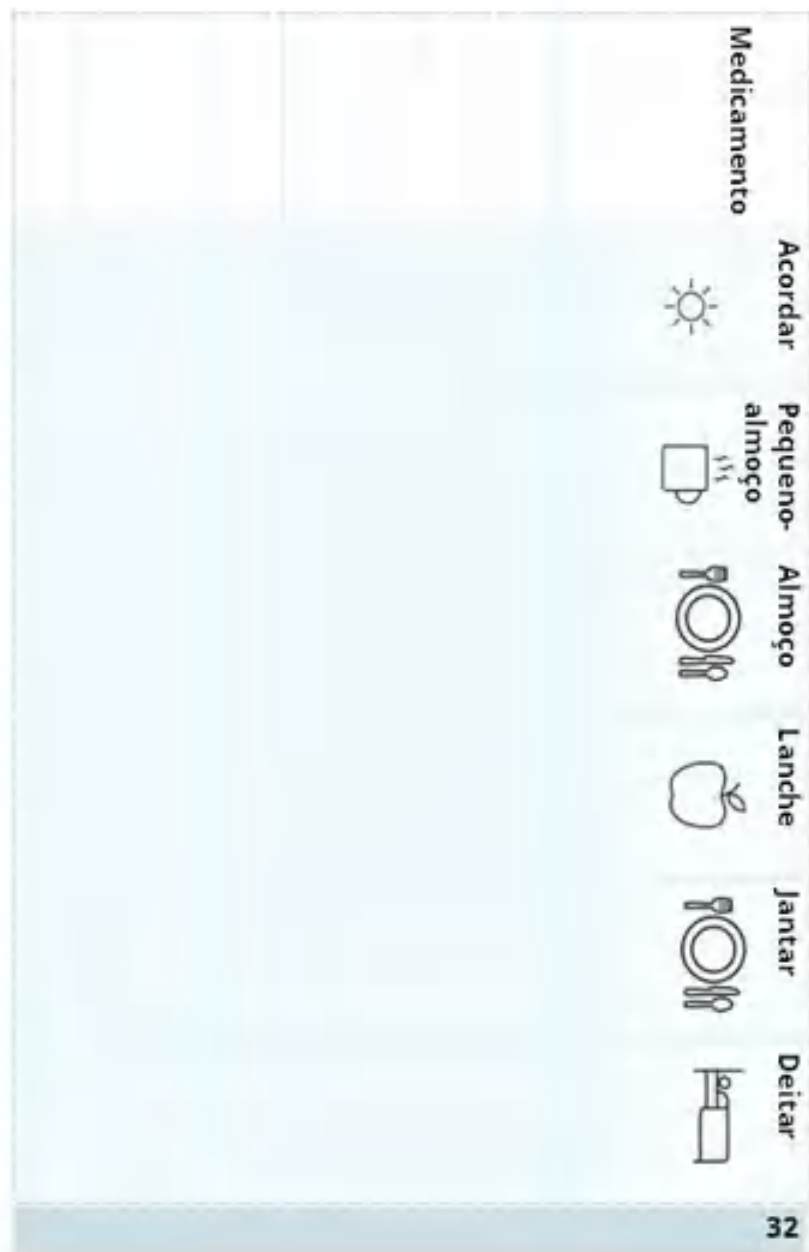 Medicamento
Acordar
Pequeno-
almoço
Almoço
Lanche
Jantar
Deitar
32